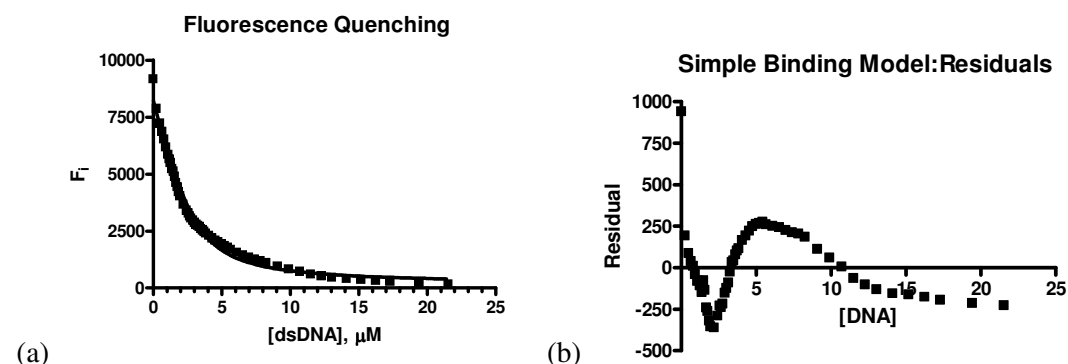 Fluorescence Quenching
10000
7500
5000
2500
0
Fi
0 5 10 15 20 25
[dsDNA], μM
(a)
Simple Binding Model:Residuals
1000
750
500
250
0
-250
-500
Residual
5 10 15 20 25
[DNA]
(b)